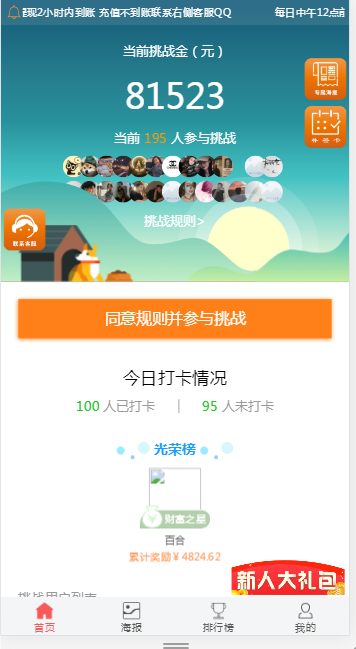 现2小时内到账 充值不到账联系右侧客服QQ 每日中午12点
当前挑战金（元）
81523
专属海报
当前 195 人参与挑战
补签卡
挑战规则>
联系客服
同意规则并参与挑战
今日打卡情况
100 人已打卡 | 95 人未打卡
光荣榜
财富之星
百合
累计奖励￥4824.62
新人大礼包
挑战用户列表
首页 海报 排行榜 我的